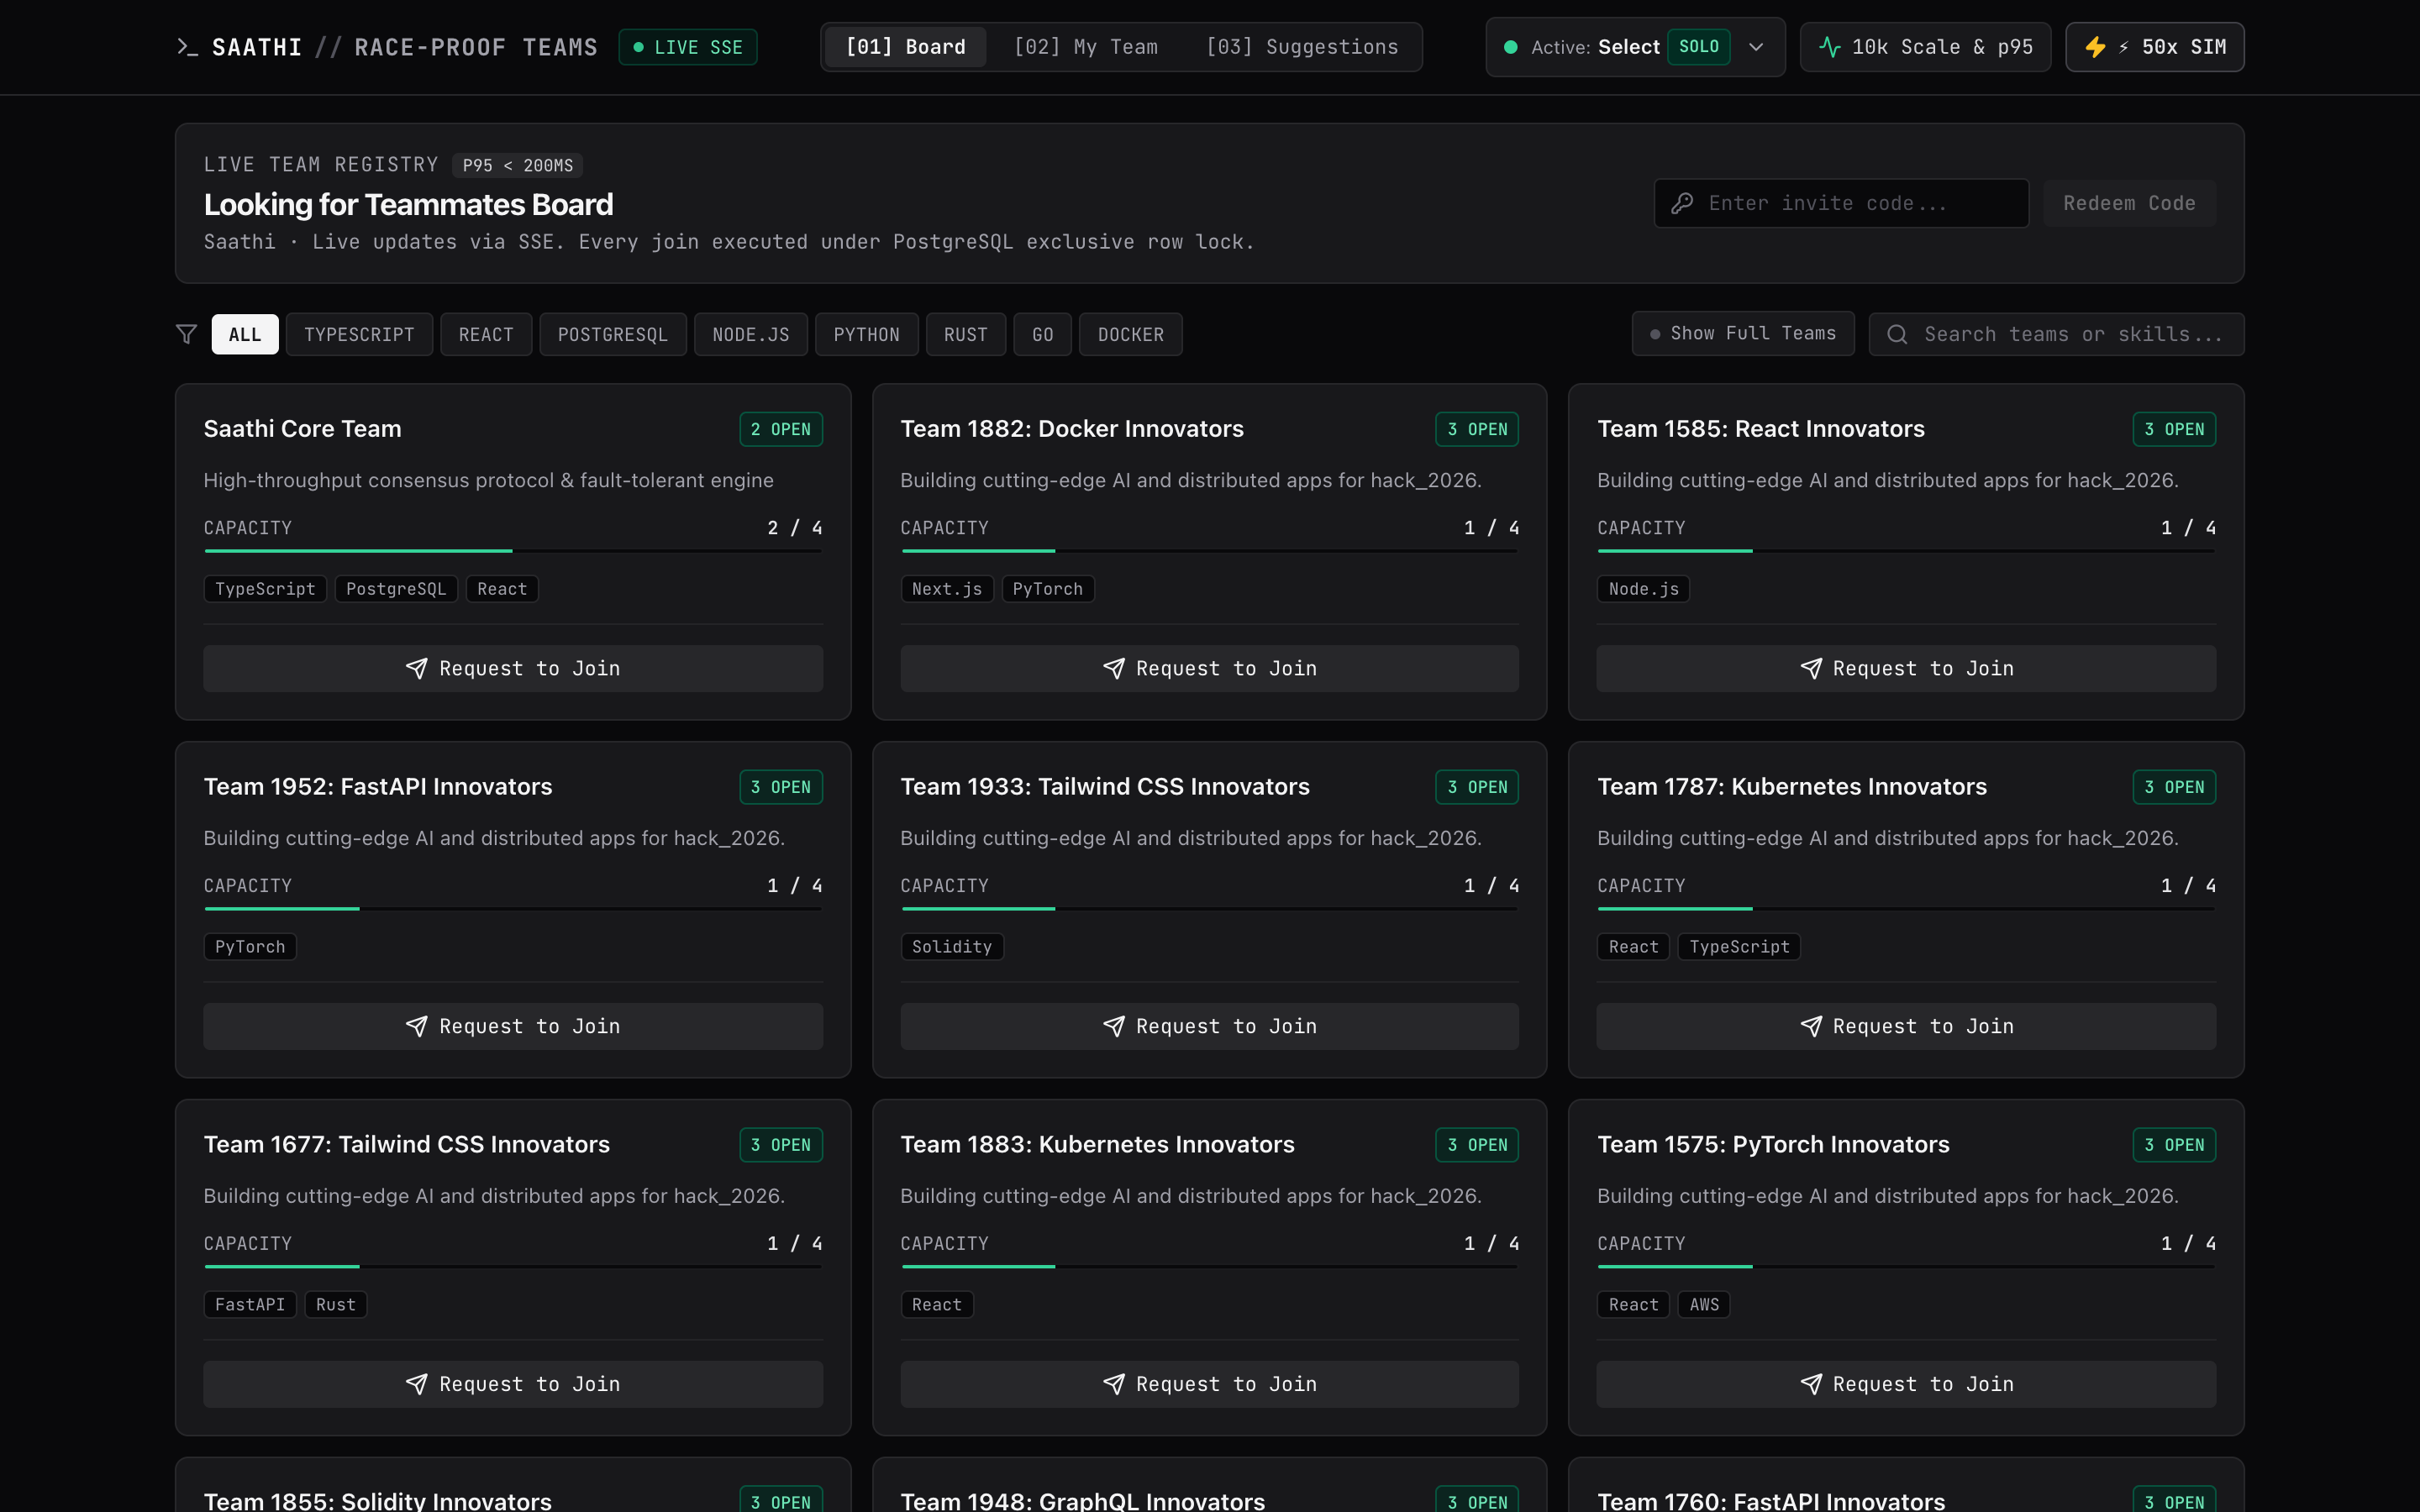 SAATHI // RACE-PROOF TEAMS LIVE SSE [01] Board [02] My Team [03] Suggestions Active: Select SOLO 10k Scale & p95 ⚡ 50x SIM
LIVE TEAM REGISTRY P95 < 200MS
Looking for Teammates Board
Saathi · Live updates via SSE. Every join executed under PostgreSQL exclusive row lock.
Enter invite code... Redeem Code
ALL TYPESCRIPT REACT POSTGRESQL NODE.JS PYTHON RUST GO DOCKER Show Full Teams Search teams or skills...
Saathi Core Team 2 OPEN
High-throughput consensus protocol & fault-tolerant engine
CAPACITY 2 / 4
TypeScript PostgreSQL React
Request to Join
Team 1882: Docker Innovators 3 OPEN
Building cutting-edge AI and distributed apps for hack_2026.
CAPACITY 1 / 4
Next.js PyTorch
Request to Join
Team 1585: React Innovators 3 OPEN
Building cutting-edge AI and distributed apps for hack_2026.
CAPACITY 1 / 4
Node.js
Request to Join
Team 1952: FastAPI Innovators 3 OPEN
Building cutting-edge AI and distributed apps for hack_2026.
CAPACITY 1 / 4
PyTorch
Request to Join
Team 1933: Tailwind CSS Innovators 3 OPEN
Building cutting-edge AI and distributed apps for hack_2026.
CAPACITY 1 / 4
Solidity
Request to Join
Team 1787: Kubernetes Innovators 3 OPEN
Building cutting-edge AI and distributed apps for hack_2026.
CAPACITY 1 / 4
React TypeScript
Request to Join
Team 1677: Tailwind CSS Innovators 3 OPEN
Building cutting-edge AI and distributed apps for hack_2026.
CAPACITY 1 / 4
FastAPI Rust
Request to Join
Team 1883: Kubernetes Innovators 3 OPEN
Building cutting-edge AI and distributed apps for hack_2026.
CAPACITY 1 / 4
React
Request to Join
Team 1575: PyTorch Innovators 3 OPEN
Building cutting-edge AI and distributed apps for hack_2026.
CAPACITY 1 / 4
React AWS
Request to Join
Team 1855: Solidity Innovators 3 OPEN
Team 1948: GraphQL Innovators 3 OPEN
Team 1760: FastAPI Innovators 3 OPEN